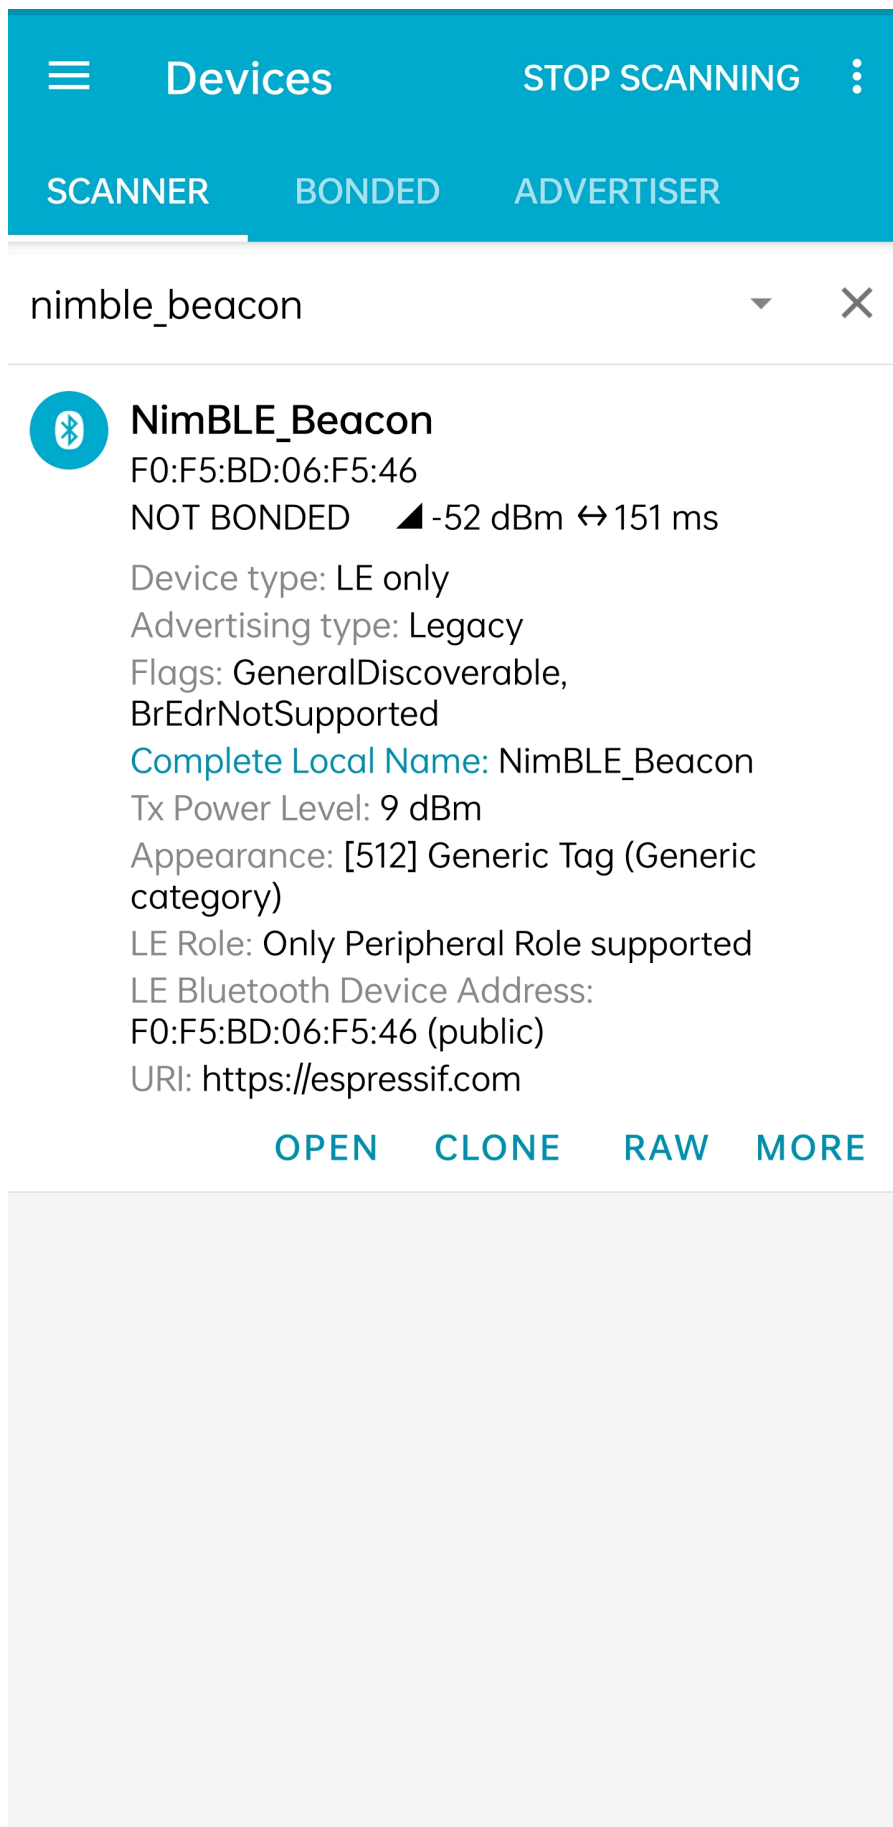 Devices STOP SCANNING
SCANNER BONDED ADVERTISER
nimble_beacon
NimBLE_Beacon
F0:F5:BD:06:F5:46
NOT BONDED -52 dBm ↔ 151 ms
Device type: LE only
Advertising type: Legacy
Flags: GeneralDiscoverable,
BrEdrNotSupported
Complete Local Name: NimBLE_Beacon
Tx Power Level: 9 dBm
Appearance: [512] Generic Tag (Generic
category)
LE Role: Only Peripheral Role supported
LE Bluetooth Device Address:
F0:F5:BD:06:F5:46 (public)
URI: https://espressif.com
OPEN CLONE RAW MORE